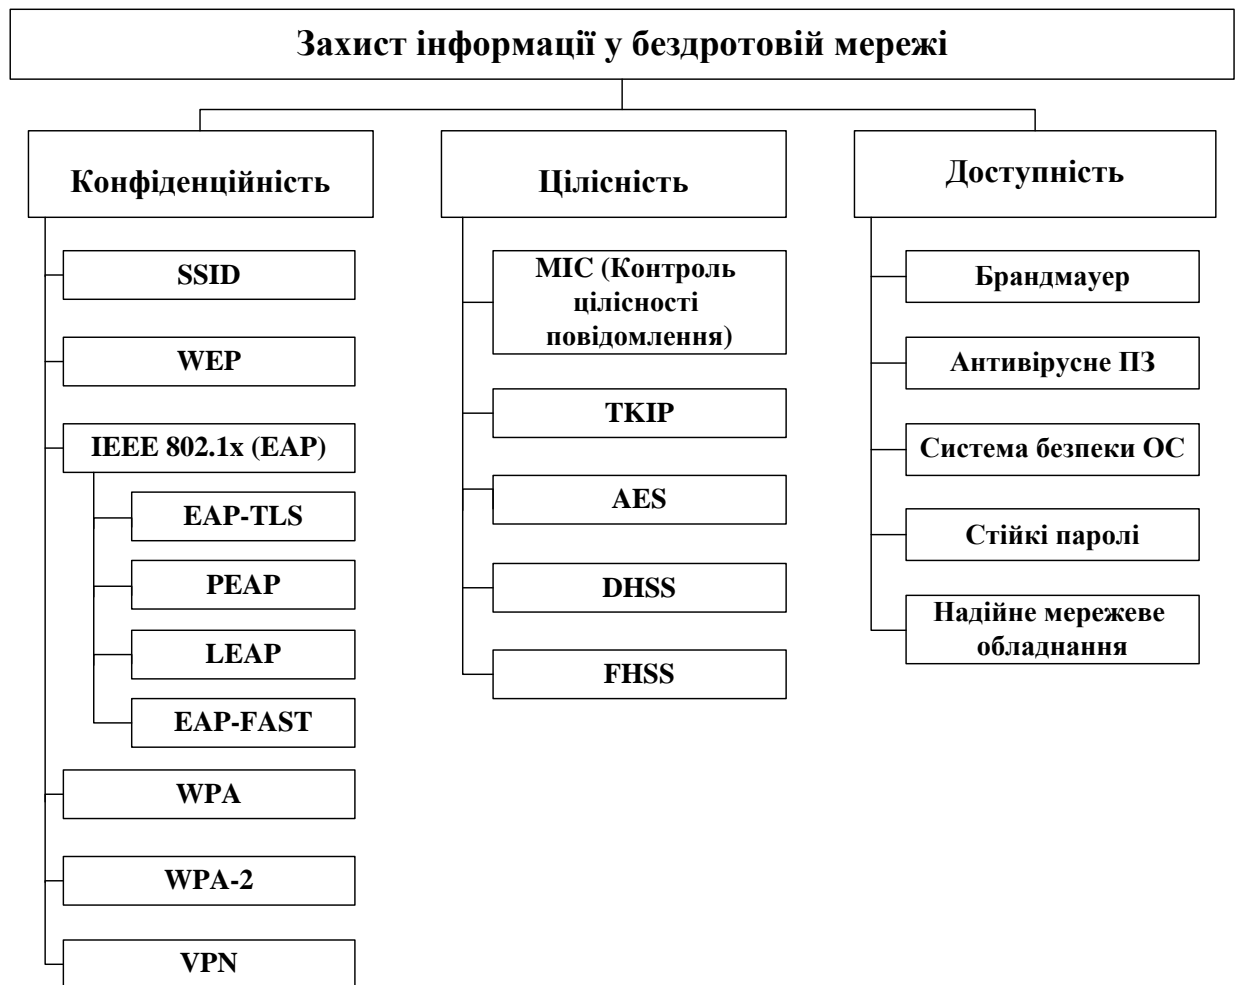 Захист інформації у бездротовій мережі
Конфіденційність
SSID
WEP
IEEE 802.1x (EAP)
EAP-TLS
PEAP
LEAP
EAP-FAST
WPA
WPA-2
VPN
Цілісність
MIC (Контроль
цілісності
повідомлення)
TKIP
AES
DHSS
FHSS
Доступність
Брандмауер
Антивірусне ПЗ
Система безпеки ОС
Стійкі паролі
Надійне мережеве
обладнання